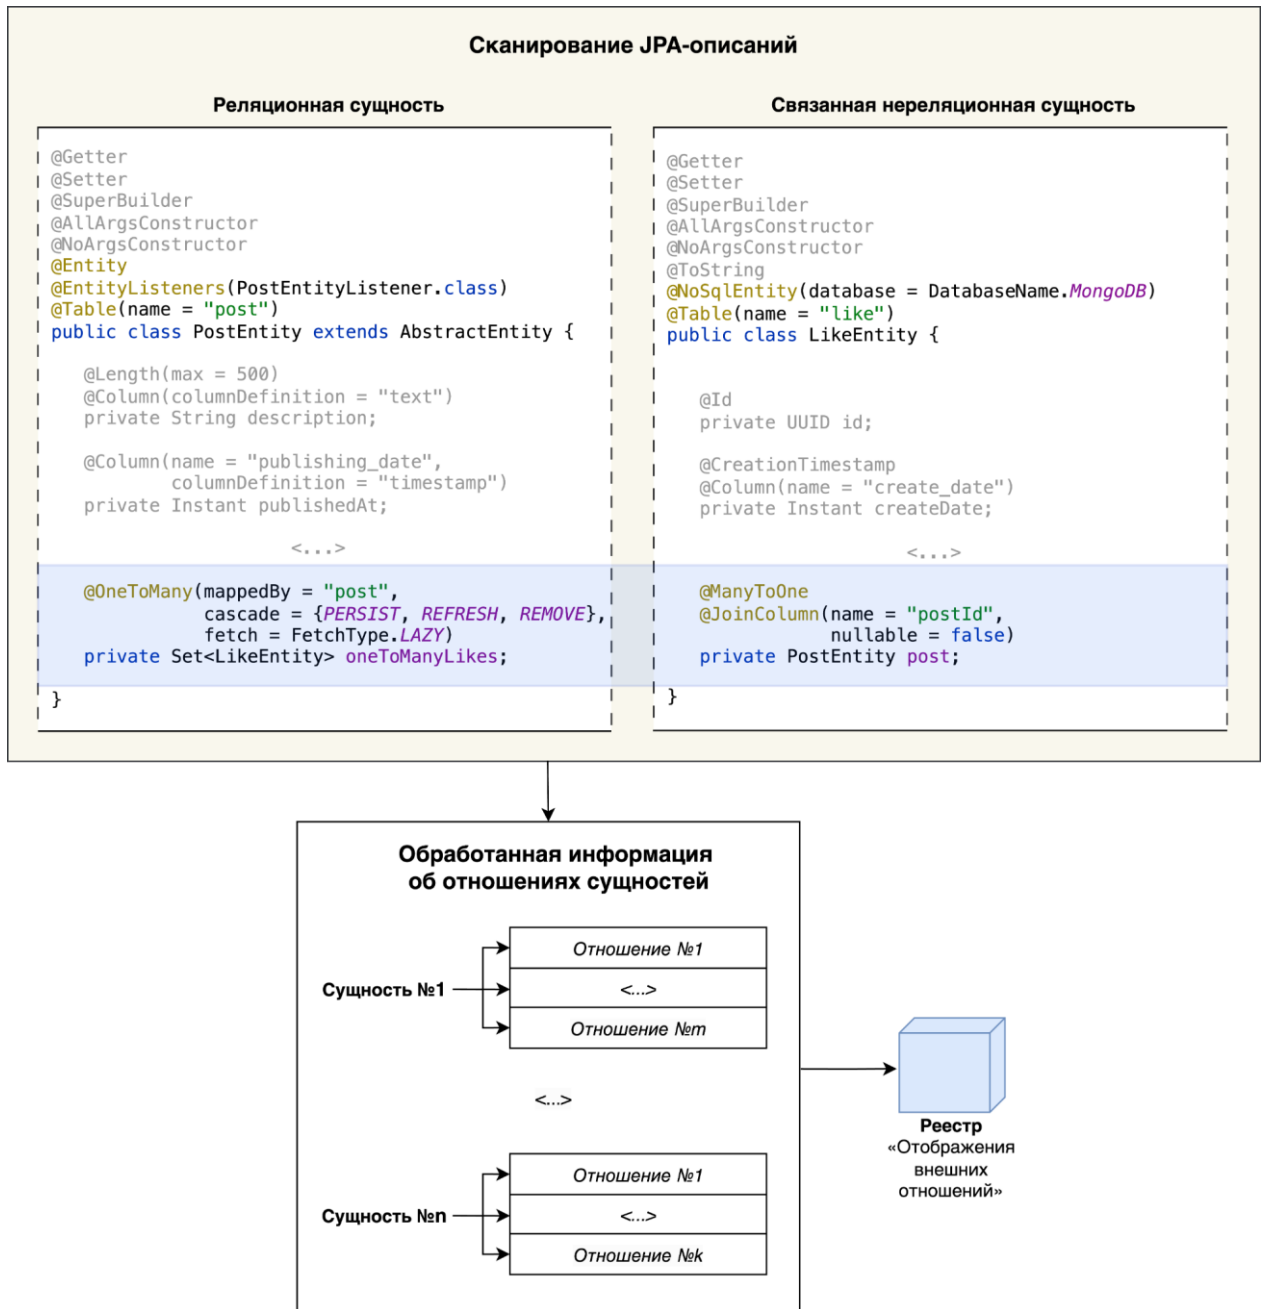 Сканирование JPA-описаний
Реляционная сущность
@Getter
@Setter
@SuperBuilder
@AllArgsConstructor
@NoArgsConstructor
@Entity
@EntityListeners(PostEntityListener.class)
@Table(name = "post")
public class PostEntity extends AbstractEntity {
@Length(max = 500)
@Column(columnDefinition = "text")
private String description;
@Column(name = "publishing_date",
columnDefinition = "timestamp")
private Instant publishedAt;
<...>
@OneToMany(mappedBy = "post",
cascade = {PERSIST, REFRESH, REMOVE},
fetch = FetchType.LAZY)
private Set<LikeEntity> oneToManyLikes;
}
Связанная нереляционная сущность
@Getter
@Setter
@SuperBuilder
@AllArgsConstructor
@NoArgsConstructor
@ToString
@NoSqlEntity(database = DatabaseName.MongoDB)
@Table(name = "like")
public class LikeEntity {
@Id
private UUID id;
@CreationTimestamp
@Column(name = "create_date")
private Instant createDate;
<...>
@ManyToOne
@JoinColumn(name = "postId",
nullable = false)
private PostEntity post;
}
Обработанная информация
об отношениях сущностей
Сущность №1
Отношение №1
<...>
Отношение №m
<...>
Сущность №n
Отношение №1
<...>
Отношение №k
Реестр
«Отображения
внешних
отношений»